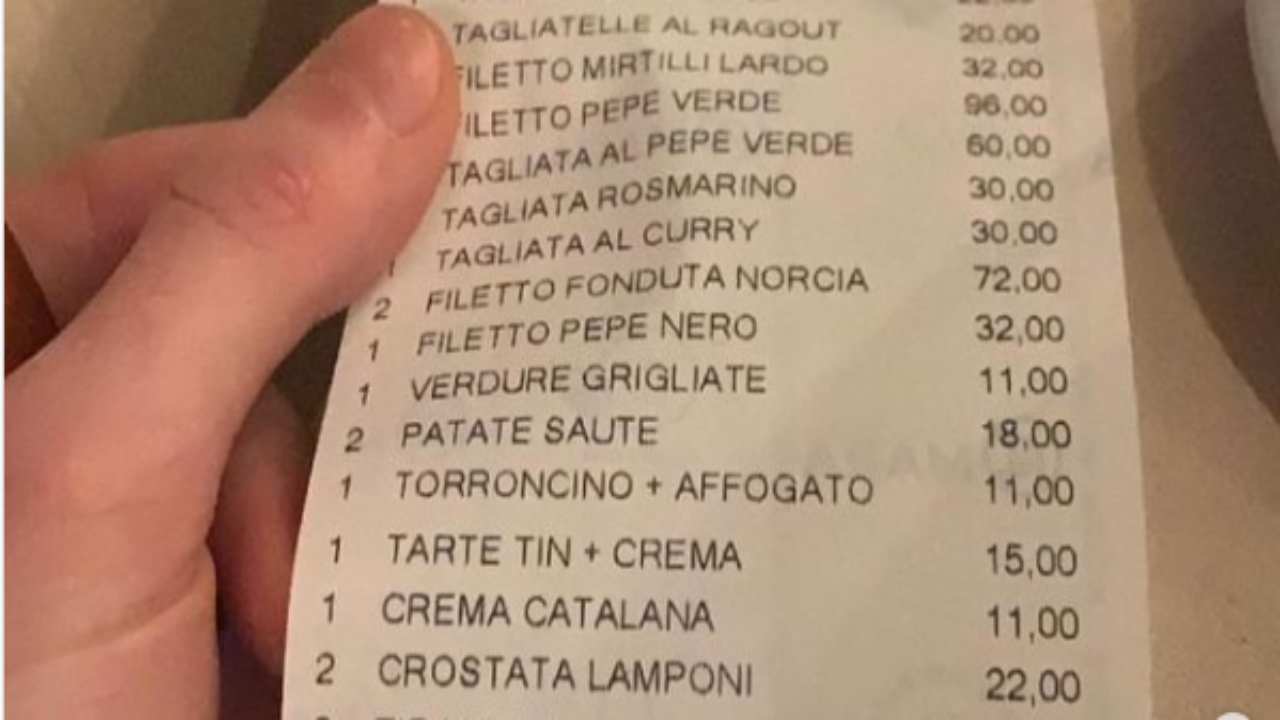 TAGLIATELLE AL RAGOUT 20.00
FILETTO MIRTILLI LARDO 32,00
FILETTO PEPE VERDE 96,00
TAGLIATA AL PEPE VERDE 60,00
TAGLIATA ROSMARINO 30,00
1 TAGLIATA AL CURRY 30,00
2 FILETTO FONDUTA NORCIA 72,00
1 FILETTO PEPE NERO 32,00
1 VERDURE GRIGLIATE 11,00
2 PATATE SAUTE 18,00
1 TORRONCINO + AFFOGATO 11,00
1 TARTE TIN + CREMA 15,00
1 CREMA CATALANA 11,00
2 CROSTATA LAMPONI 22,00